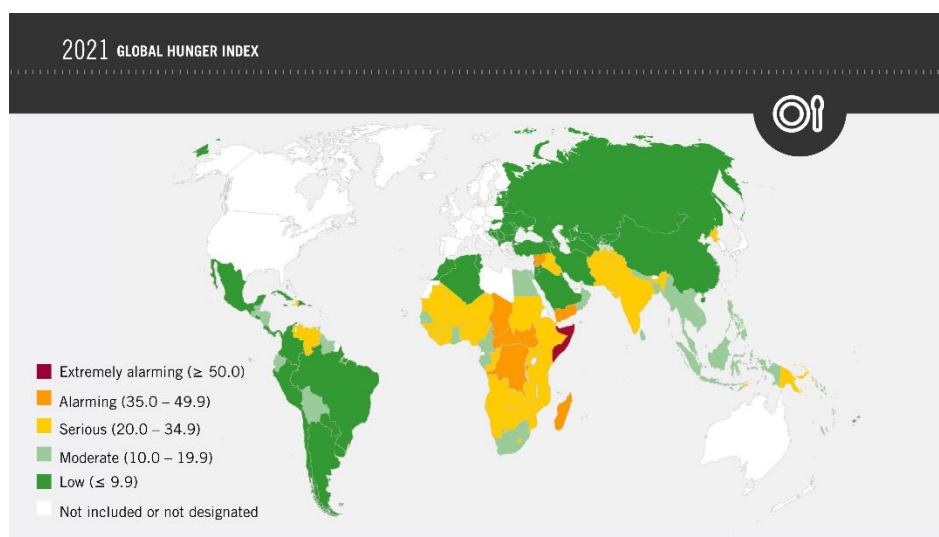 2021 GLOBAL HUNGER INDEX
Extremely alarming (≥ 50.0)
Alarming (35.0 – 49.9)
Serious (20.0 – 34.9)
Moderate (10.0 – 19.9)
Low (≤ 9.9)
Not included or not designated